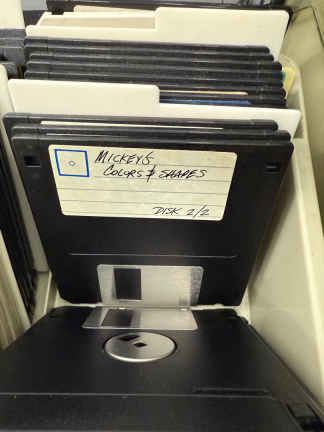 MICKEY'S
COLORS & SHAPES
DISK 2/2